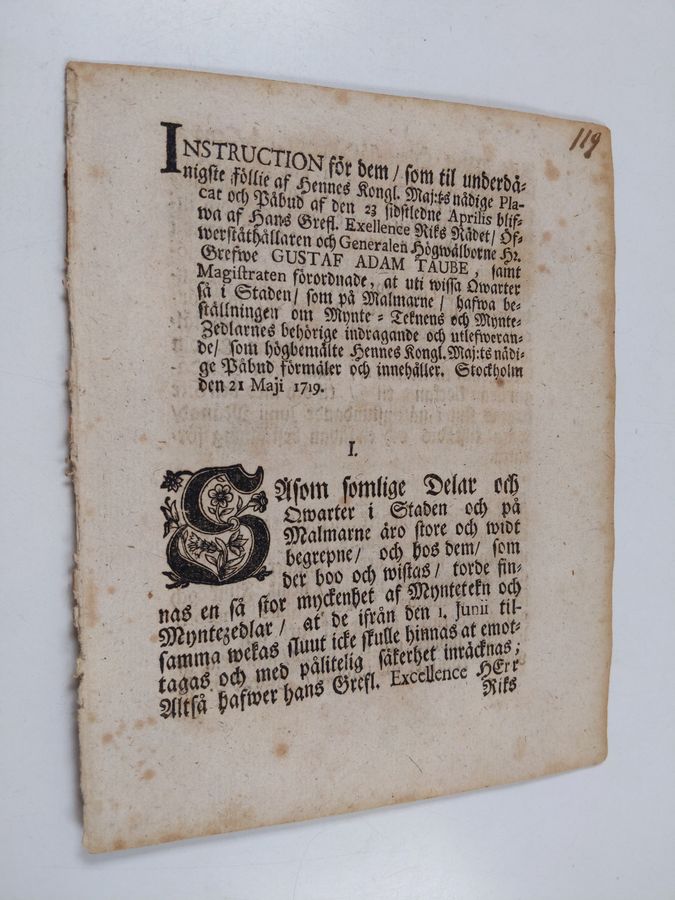 119
INSTRUCTION för dem / som til underdå-
nigste föllie af Hennes Kongl. Maj:ts nådige Pla-
cat och Påbud af den 23 sidstledne Aprilis blif-
wa af Hans Grefl. Exellence Riks Rådet / Öf-
werståthållaren och Generalen Högwälborne Hr.
Grefwe GUSTAF ADAM TAUBE, samt
Magistraten förordnade, at uti wissa Qwarter
så i Staden / som på Malmarne / hafwa be-
ställningen om Mynte-Teknens och Mynte-
Zedlarnes behörige indragande och utlefweran-
de / som högbemälte Hennes Kongl. Maj:ts nådi-
ge Påbud förmäler och innehåller. Stockholm
den 21 Maji 1719.
I.
SÅsom somlige Delar och
Qwarter i Staden och på
Malmarne äro store och widt
begrepne / och hos dem / som
der boo och wistas / torde fin-
nas en så stor myckenhet af Myntetekn och
Myntezedlar / at de ifrån den 1. Junii til-
samma wekas sluut icke skulle hinnas at emot-
tagas och med pålitelig säkerhet inräcknas;
Altså hafwer hans Grefl. Excellence HErr
Riks